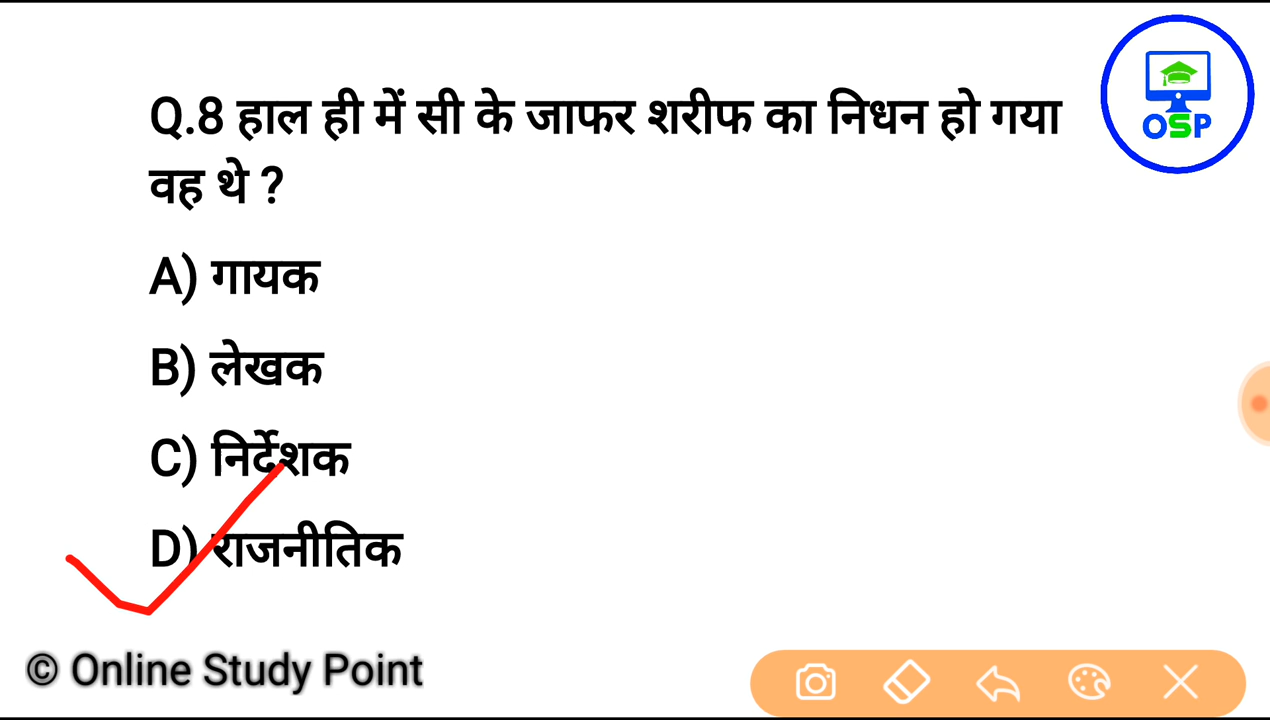 Q.8 हाल ही में सी के जाफर शरीफ का निधन हो गया
वह थे ?
A) गायक
B) लेखक
C) निर्देशक
D) राजनीतिक
OSP
© Online Study Point